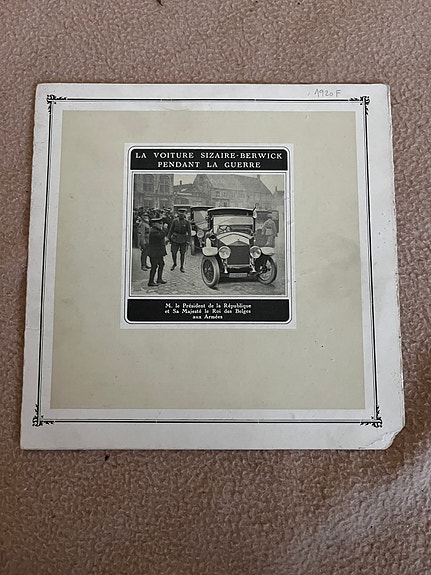 1920 F
LA VOITURE SIZAIRE-BERWICK
PENDANT LA GUERRE
M. le Président de la République
et Sa Majesté le Roi des Belges
aux Armées